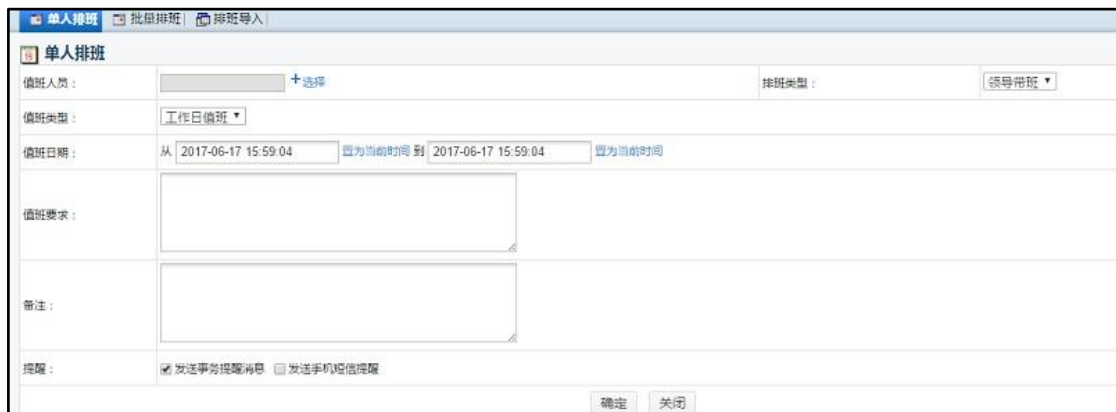 单人排班 批量排班 排班导入
单人排班
值班人员： +选择 排班类型： 领导带班
值班类型： 工作日值班
值班日期： 从 2017-06-17 15:59:04 置为当前时间 到 2017-06-17 15:59:04 置为当前时间
值班要求：
备注：
提醒： 发送事务提醒消息 发送手机短信提醒
确定 关闭